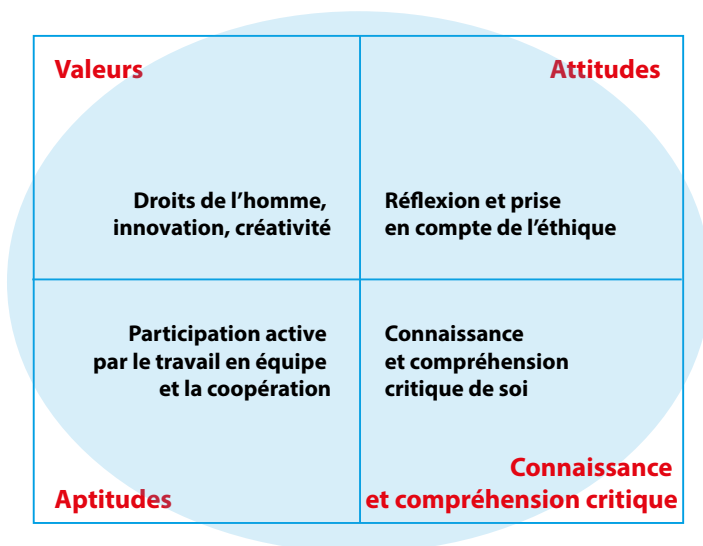 Valeurs
Attitudes
Droits de l’homme,
innovation, créativité
Réflexion et prise
en compte de l’éthique
Participation active
par le travail en équipe
et la coopération
Connaissance
et compréhension
critique de soi
Aptitudes
Connaissance
et compréhension critique